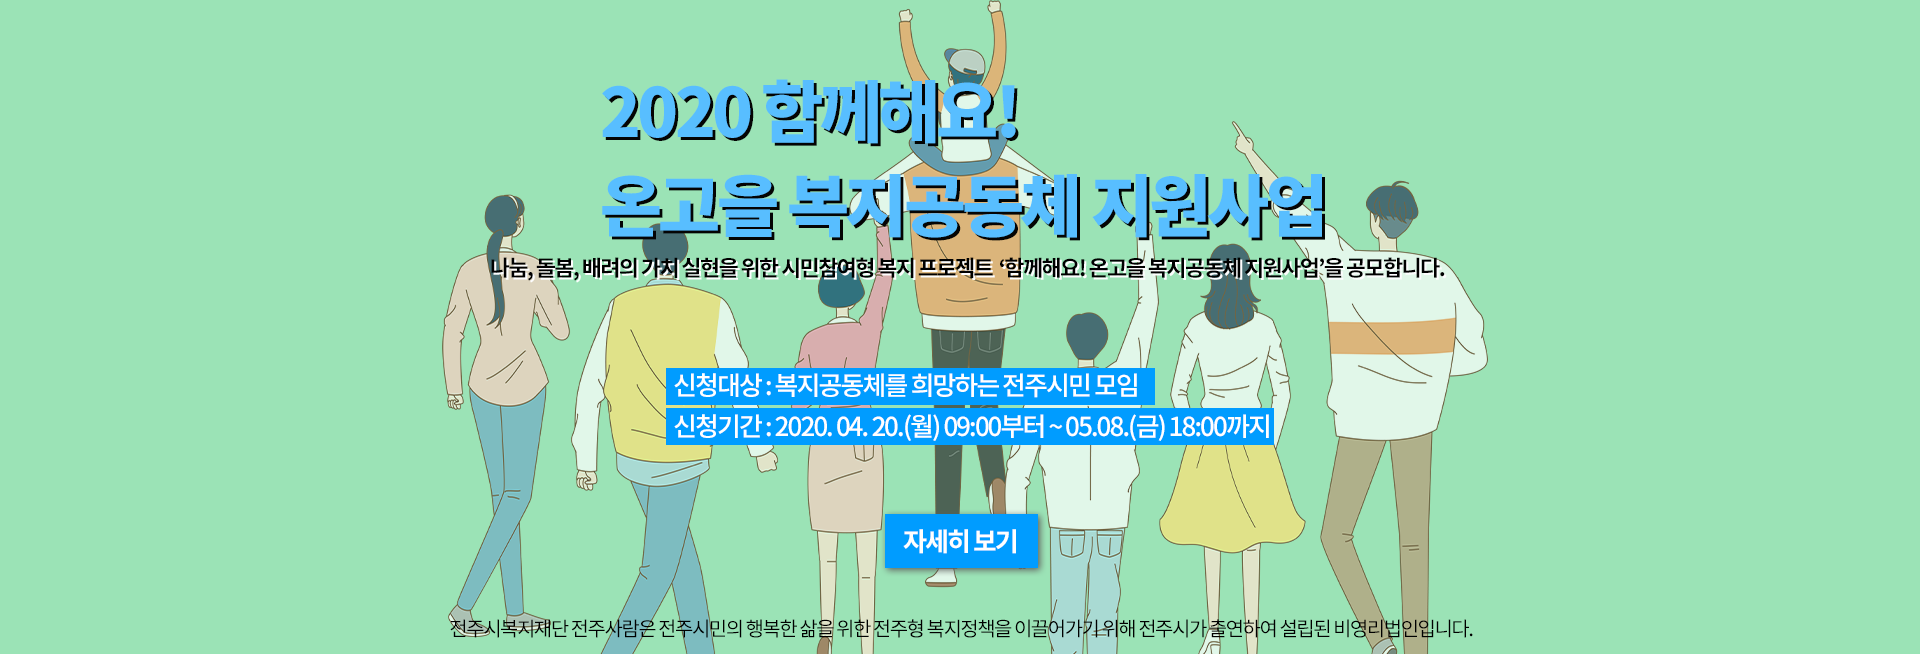 2020 함께해요!
온고을 복지공동체 지원사업
나눔, 돌봄, 배려의 가치 실현을 위한 시민참여형 복지 프로젝트 ‘함께해요! 온고을 복지공동체 지원사업’을 공모합니다.
신청대상 : 복지공동체를 희망하는 전주시민 모임
신청기간 : 2020. 04. 20.(월) 09:00부터 ~ 05.08.(금) 18:00까지
자세히 보기
전주시복지재단 전주사람은 전주시민의 행복한 삶을 위한 전주형 복지정책을 이끌어가기 위해 전주시가 출연하여 설립된 비영리법인입니다.